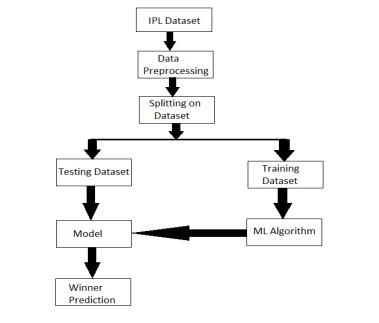 IPL Dataset
Data
Preprocessing
Splitting on
Dataset
Testing Dataset
Training
Dataset
Model
ML Algorithm
Winner
Prediction